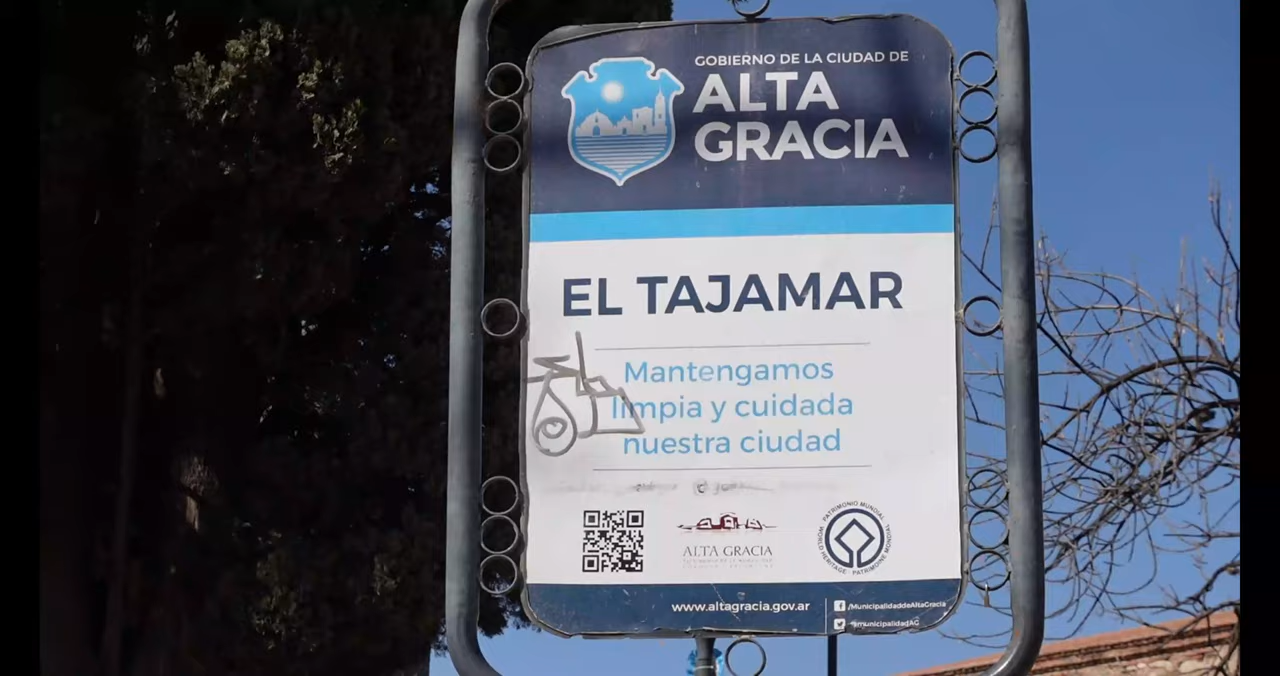 GOBIERNO DE LA CIUDAD DE
ALTA
GRACIA
EL TAJAMAR
Mantengamos
limpia y cuidada
nuestra ciudad
ALTA GRACIA
PATRIMONIO MUNDIAL
WORLD HERITAGE · PATRIMOINE MONDIAL
www.altagracia.gov.ar
/MunicipalidaddeAltaGracia
@municipalidadAG